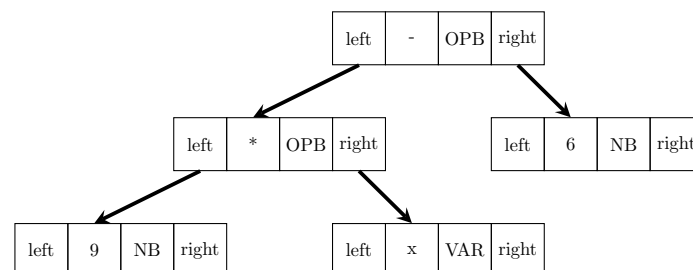 left - OPB right
left * OPB right left 6 NB right
left 9 NB right left x VAR right